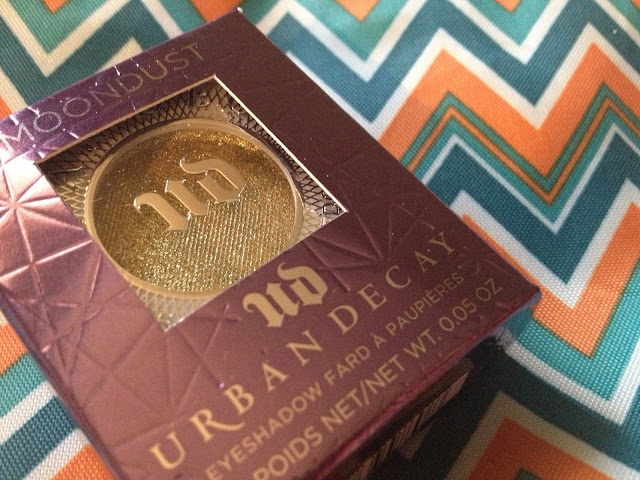 MOONDUST
UD
UD
URBAN DECAY
EYESHADOW FARD A PAUPIÈRES
POIDS NET/NET WT. 0.05 OZ